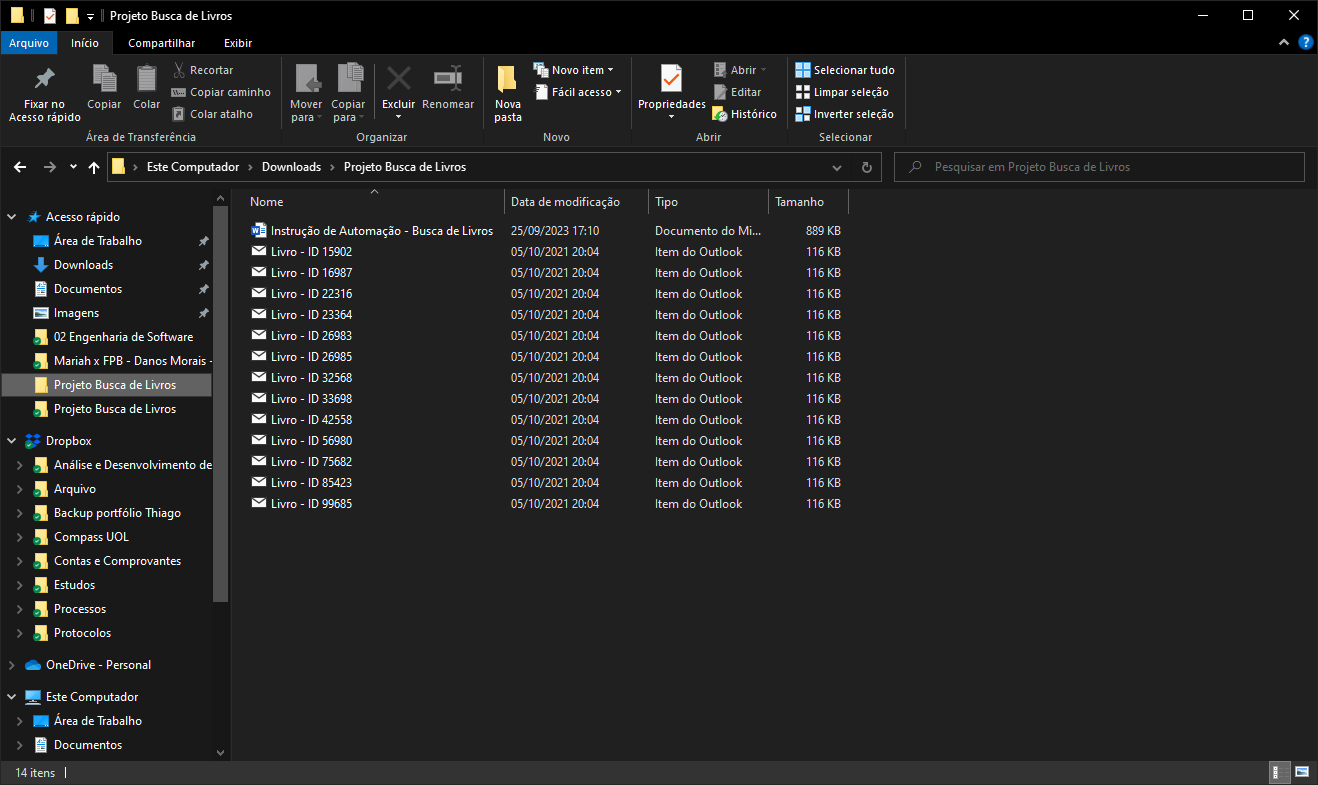 Projeto Busca de Livros
Arquivo Início Compartilhar Exibir
Fixar no Acesso rápido
Copiar
Colar
Recortar
Copiar caminho
Colar atalho
Área de Transferência
Mover para
Copiar para
Excluir
Renomear
Organizar
Nova pasta
Novo item
Fácil acesso
Novo
Propriedades
Abrir
Editar
Histórico
Abrir
Selecionar tudo
Limpar seleção
Inverter seleção
Selecionar
Este Computador Downloads Projeto Busca de Livros
Pesquisar em Projeto Busca de Livros
Acesso rápido
Área de Trabalho
Downloads
Documentos
Imagens
02 Engenharia de Software
Mariah x FPB - Danos Morais -
Projeto Busca de Livros
Projeto Busca de Livros
Dropbox
Análise e Desenvolvimento de
Arquivo
Backup portfólio Thiago
Compass UOL
Contas e Comprovantes
Estudos
Processos
Protocolos
OneDrive - Personal
Este Computador
Área de Trabalho
Documentos
Nome Data de modificação Tipo Tamanho
Instrução de Automação - Busca de Livros 25/09/2023 17:10 Documento do Mi... 889 KB
Livro - ID 15902 05/10/2021 20:04 Item do Outlook 116 KB
Livro - ID 16987 05/10/2021 20:04 Item do Outlook 116 KB
Livro - ID 22316 05/10/2021 20:04 Item do Outlook 116 KB
Livro - ID 23364 05/10/2021 20:04 Item do Outlook 116 KB
Livro - ID 26983 05/10/2021 20:04 Item do Outlook 116 KB
Livro - ID 26985 05/10/2021 20:04 Item do Outlook 116 KB
Livro - ID 32568 05/10/2021 20:04 Item do Outlook 116 KB
Livro - ID 33698 05/10/2021 20:04 Item do Outlook 116 KB
Livro - ID 42558 05/10/2021 20:04 Item do Outlook 116 KB
Livro - ID 56980 05/10/2021 20:04 Item do Outlook 116 KB
Livro - ID 75682 05/10/2021 20:04 Item do Outlook 116 KB
Livro - ID 85423 05/10/2021 20:04 Item do Outlook 116 KB
Livro - ID 99685 05/10/2021 20:04 Item do Outlook 116 KB
14 itens